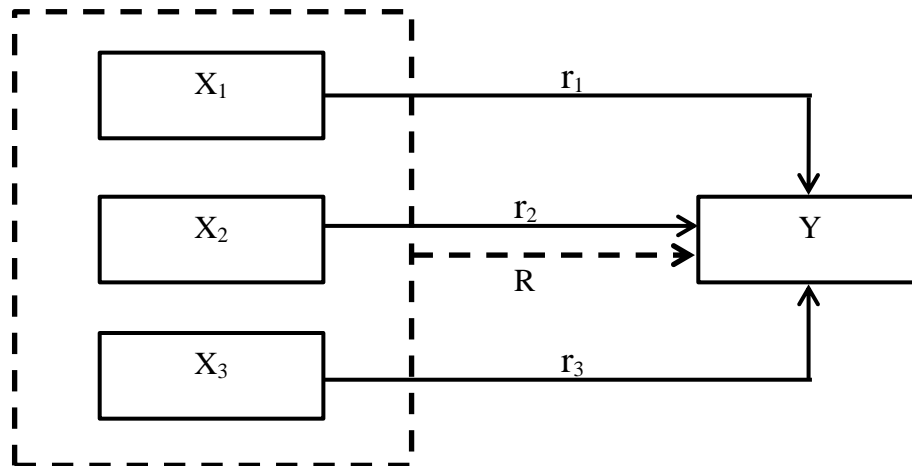 X₁
r₁
X₂
r₂
Y
R
X₃
r₃